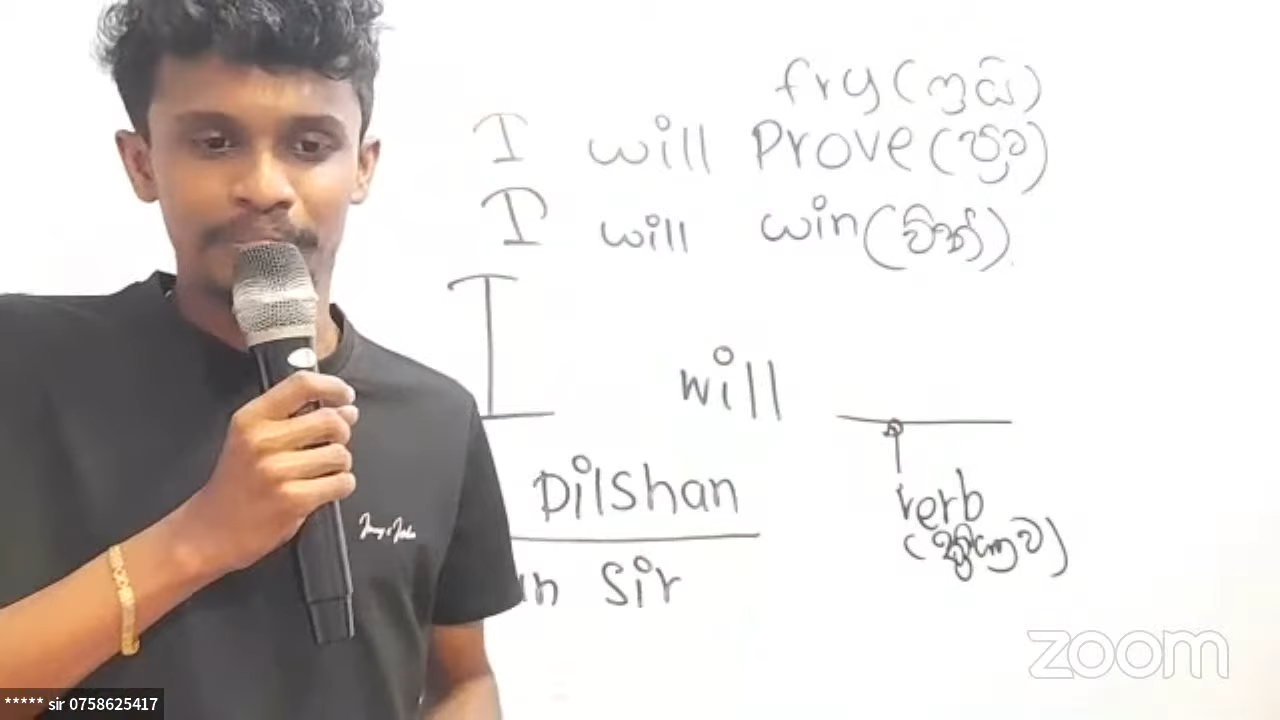 fry (ෆ්‍රයි)
I will Prove (ප්‍රෑව්)
I will win (වින්)
I will
verb
(ක්‍රියාව)
Dilshan
Sir
zoom
***** sir 0758625417